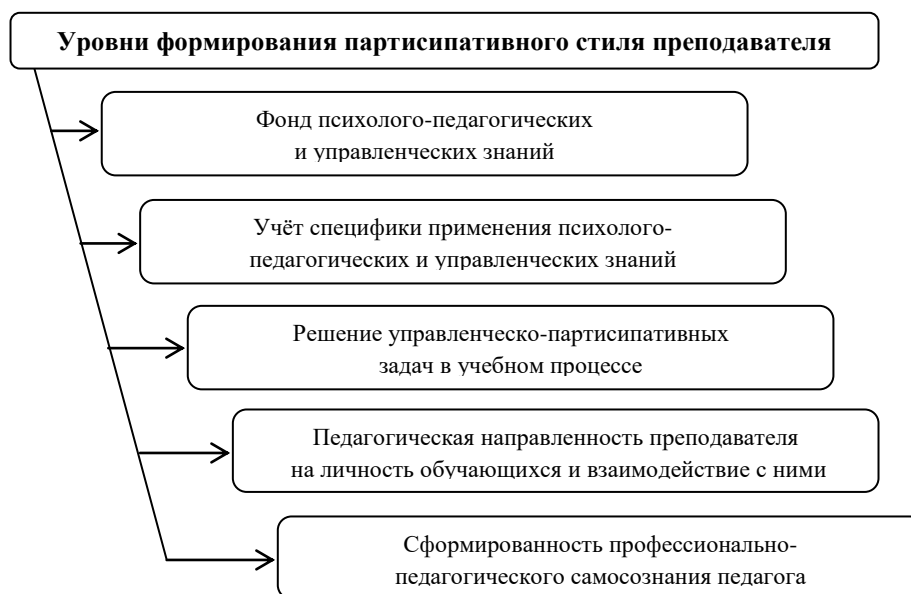 Уровни формирования партисипативного стиля преподавателя
Фонд психолого-педагогических
и управленческих знаний
Учёт специфики применения психолого-
педагогических и управленческих знаний
Решение управленческо-партисипативных
задач в учебном процессе
Педагогическая направленность преподавателя
на личность обучающихся и взаимодействие с ними
Сформированность профессионально-
педагогического самосознания педагога